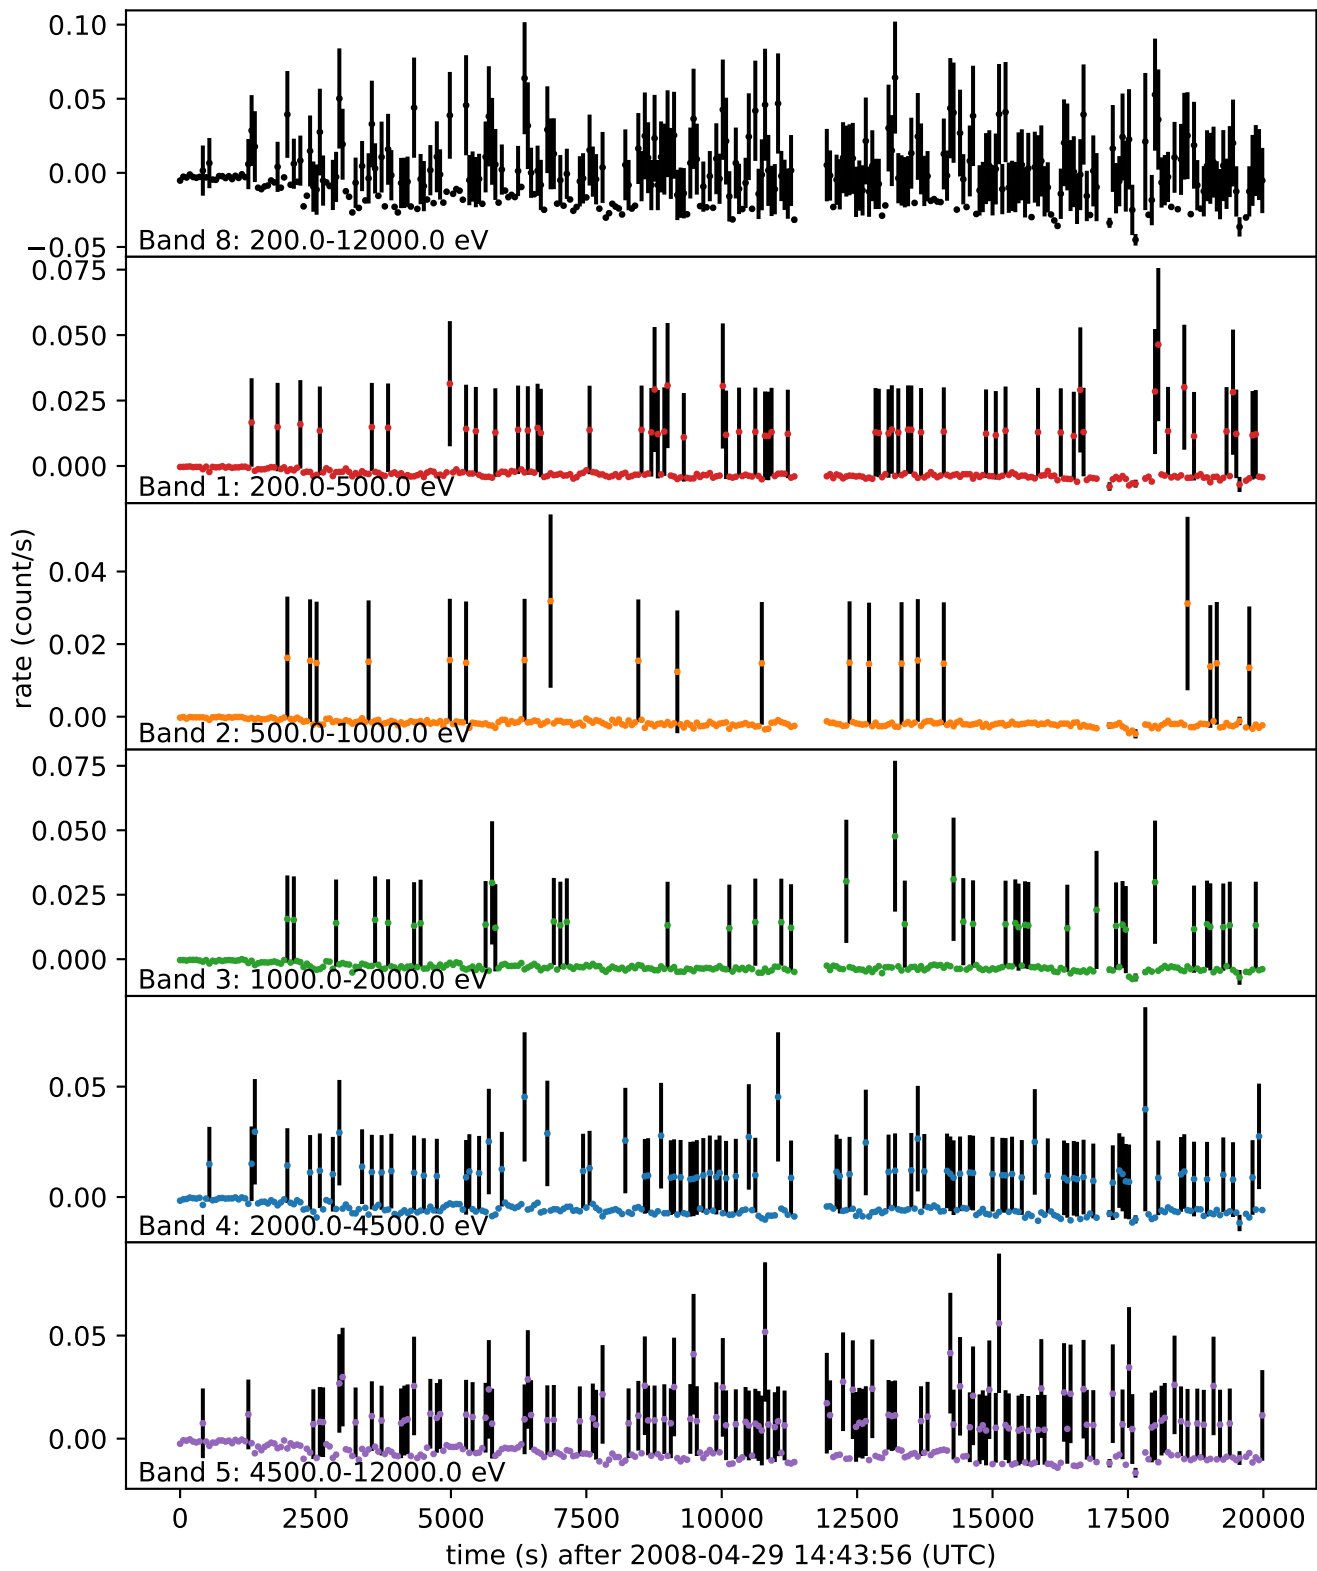 0.10
0.05
0.00
−0.05
Band 8: 200.0-12000.0 eV
0.075
0.050
0.025
0.000
Band 1: 200.0-500.0 eV
0.04
0.02
0.00
Band 2: 500.0-1000.0 eV
rate (count/s)
0.075
0.050
0.025
0.000
Band 3: 1000.0-2000.0 eV
0.05
0.00
Band 4: 2000.0-4500.0 eV
0.05
0.00
Band 5: 4500.0-12000.0 eV
0 2500 5000 7500 10000 12500 15000 17500 20000
time (s) after 2008-04-29 14:43:56 (UTC)